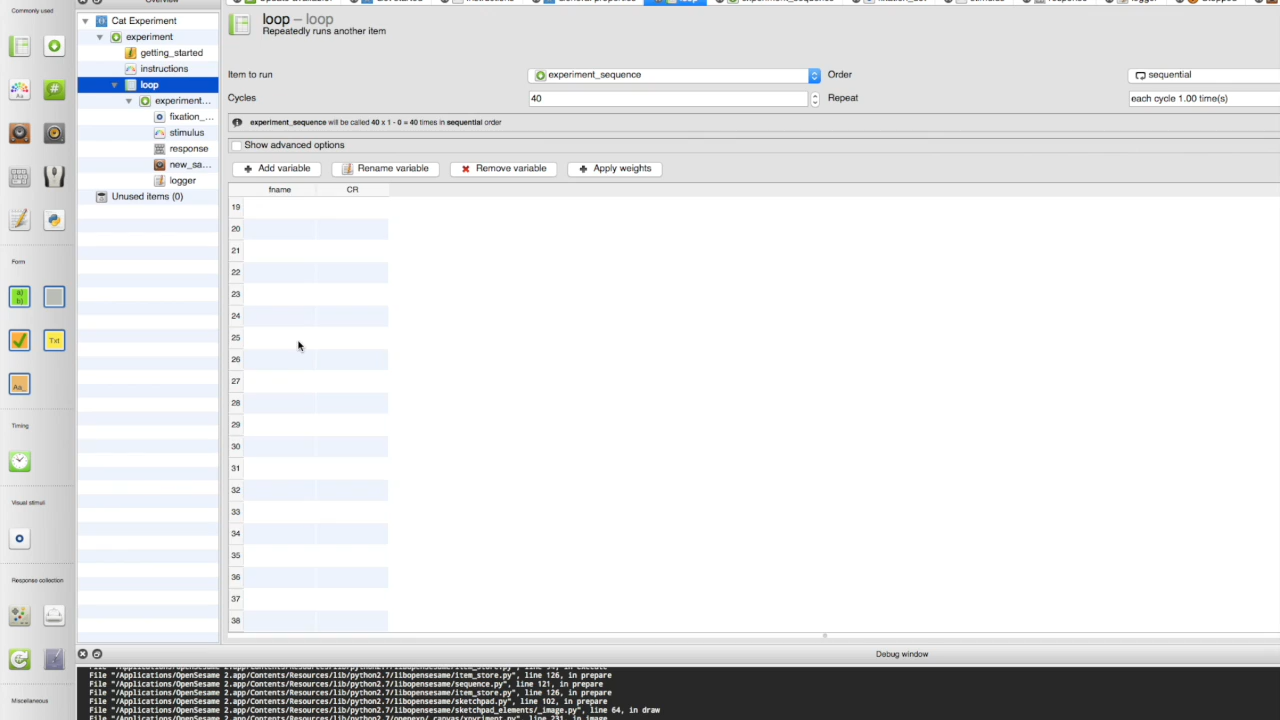 Commonly used
Overview
Cat Experiment
experiment
getting_started
instructions
loop
experiment...
fixation_...
stimulus
response
new_sa...
logger
Unused items (0)
Form
Timing
Visual stimuli
Response collection
Miscellaneous
loop – loop
Repeatedly runs another item
Item to run
experiment_sequence
Order
sequential
Cycles
40
Repeat
each cycle 1.00 time(s)
experiment_sequence will be called 40 x 1 - 0 = 40 times in sequential order
Show advanced options
Add variable
Rename variable
Remove variable
Apply weights
fname
CR
19
20
21
22
23
24
25
26
27
28
29
30
31
32
33
34
35
36
37
38
Debug window
File "/Applications/OpenSesame 2.app/Contents/Resources/lib/python2.7/libopensesame/item_store.py", line 126, in prepare
File "/Applications/OpenSesame 2.app/Contents/Resources/lib/python2.7/libopensesame/sequence.py", line 121, in prepare
File "/Applications/OpenSesame 2.app/Contents/Resources/lib/python2.7/libopensesame/item_store.py", line 126, in prepare
File "/Applications/OpenSesame 2.app/Contents/Resources/lib/python2.7/libopensesame/sketchpad.py", line 102, in prepare
File "/Applications/OpenSesame 2.app/Contents/Resources/lib/python2.7/libopensesame/sketchpad_elements/_image.py", line 64, in draw